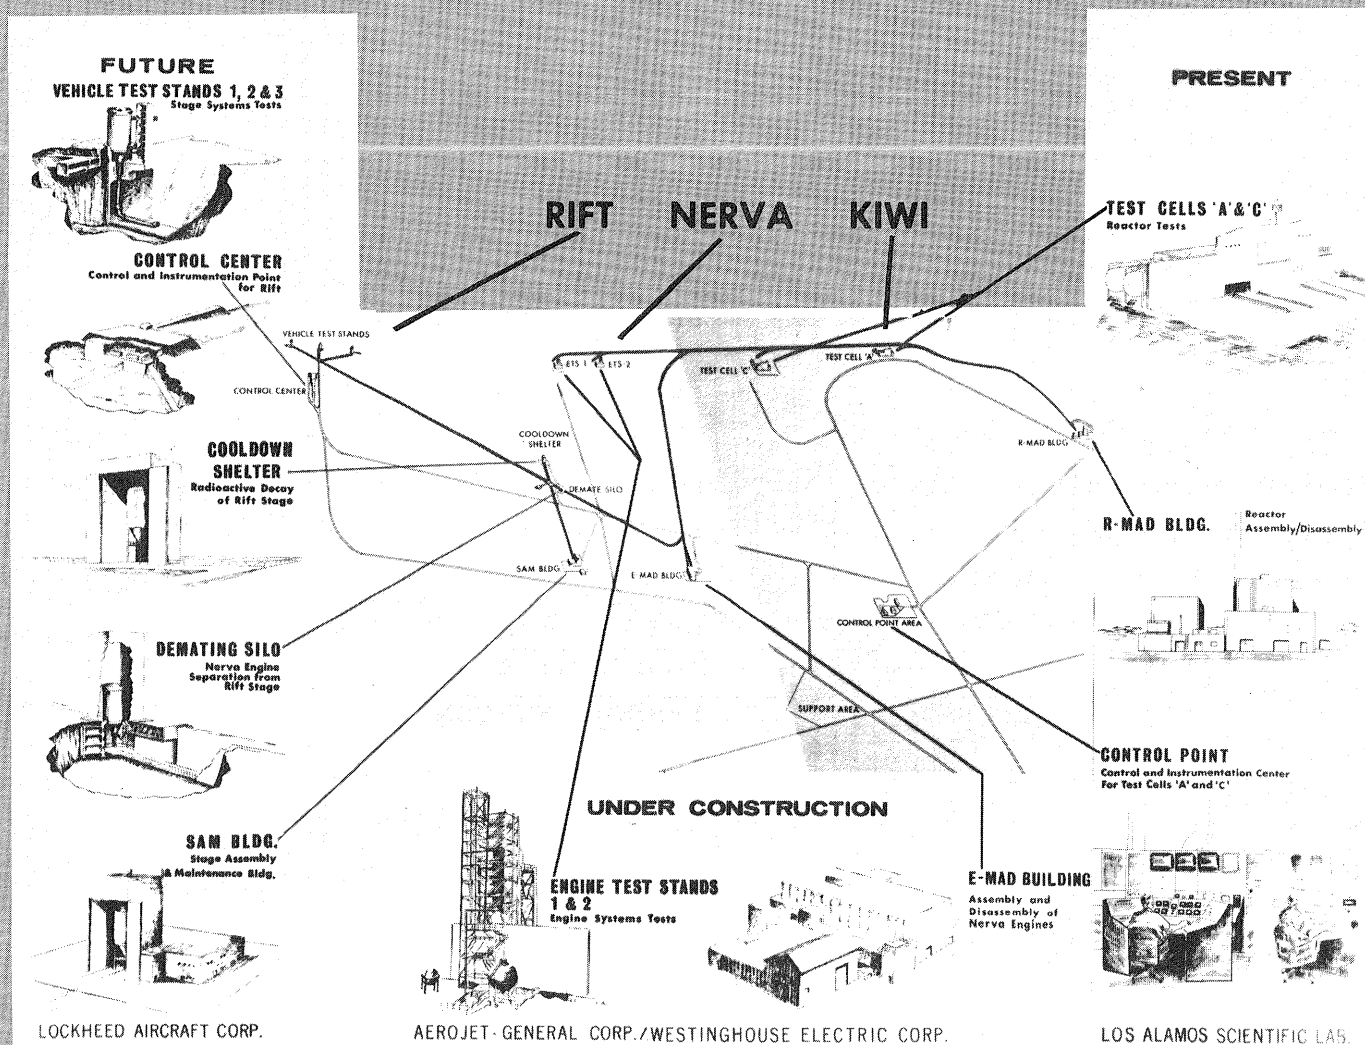 FUTURE
VEHICLE TEST STANDS 1, 2 & 3
Stage Systems Tests
CONTROL CENTER
Control and Instrumentation Point
for Rift
COOLDOWN
SHELTER
Radioactive Decay
of Rift Stage
DEMATING SILO
Nerva Engine
Separation from
Rift Stage
SAM BLDG.
Stage Assembly
& Maintenance Bldg.
LOCKHEED AIRCRAFT CORP.
RIFT NERVA KIWI
VEHICLE TEST STANDS
CONTROL CENTER
ETS-1
ETS-2
TEST CELL 'C'
TEST CELL 'A'
R-MAD BLDG
COOLDOWN
SHELTER
DEMATE SILO
SAM BLDG
E-MAD BLDG
CONTROL POINT AREA
SUPPORT AREA
UNDER CONSTRUCTION
ENGINE TEST STANDS
1 & 2
Engine Systems Tests
E-MAD BUILDING
Assembly and
Disassembly of
Nerva Engines
AEROJET-GENERAL CORP./WESTINGHOUSE ELECTRIC CORP.
PRESENT
TEST CELLS 'A' & 'C'
Reactor Tests
R-MAD BLDG.
Reactor
Assembly/Disassembly
CONTROL POINT
Control and Instrumentation Center
For Test Cells 'A' and 'C'
LOS ALAMOS SCIENTIFIC LAB.